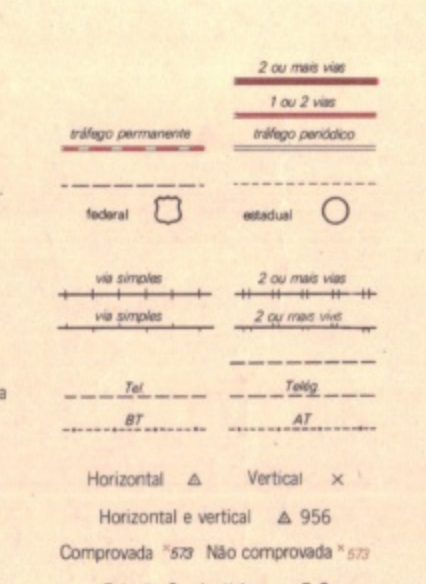 2 ou mais vias
1 ou 2 vias
tráfego permanente tráfego periódico
federal estadual
via simples 2 ou mais vias
via simples 2 ou mais vias
a
Tel. Telég
BT AT
Horizontal Vertical
Horizontal e vertical 956
Comprovada ×573 Não comprovada ×573